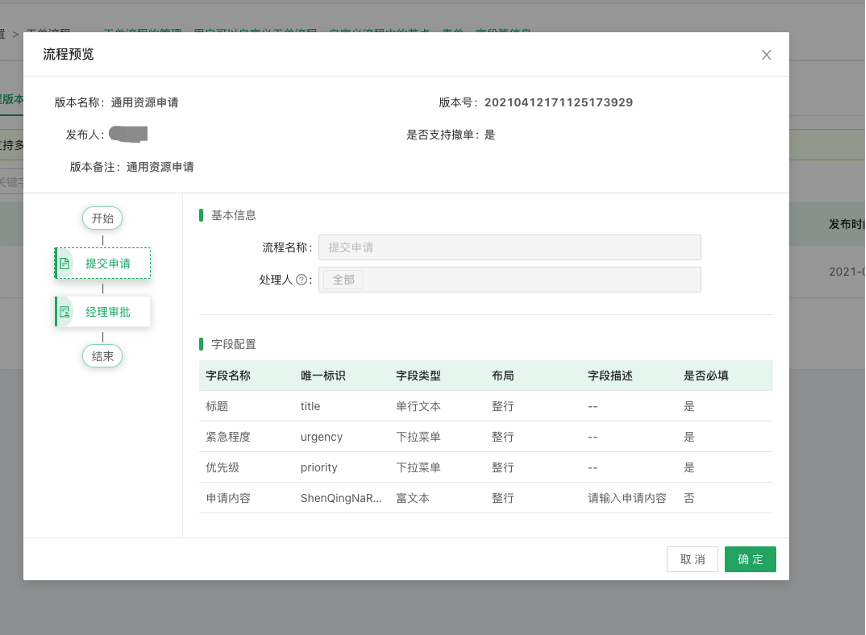 流程预览
版本名称：通用资源申请
版本号：20210412171125173929
发布人：
是否支持撤单：是
版本备注：通用资源申请
开始
提交申请
经理审批
结束
基本信息
流程名称：提交申请
处理人?：全部
字段配置
字段名称 唯一标识 字段类型 布局 字段描述 是否必填
标题 title 单行文本 整行 -- 是
紧急程度 urgency 下拉菜单 整行 -- 是
优先级 priority 下拉菜单 整行 -- 是
申请内容 ShenQingNaR... 富文本 整行 请输入申请内容 否
取 消
确 定
版本
支持多
关键字
发布时间
2021-0